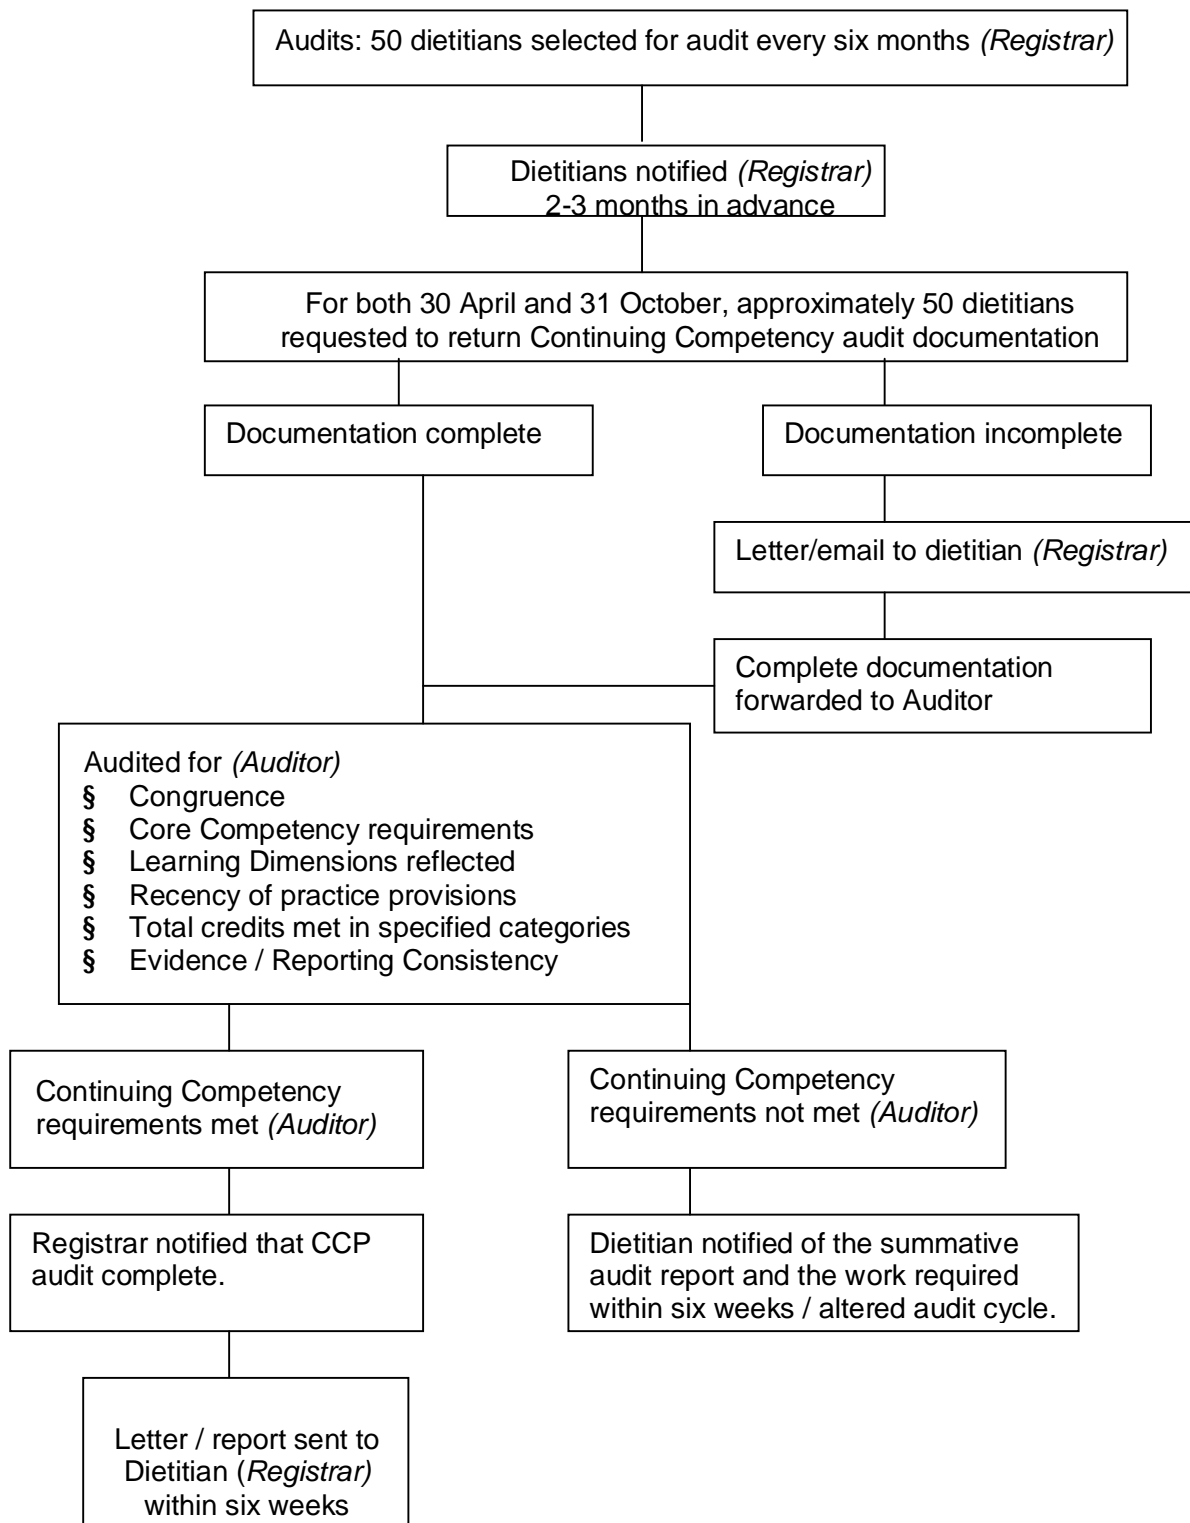 Audits: 50 dietitians selected for audit every six months (Registrar)
Dietitians notified (Registrar)
2-3 months in advance
For both 30 April and 31 October, approximately 50 dietitians
requested to return Continuing Competency audit documentation
Documentation complete
Documentation incomplete
Letter/email to dietitian (Registrar)
Complete documentation
forwarded to Auditor
Audited for (Auditor)
§ Congruence
§ Core Competency requirements
§ Learning Dimensions reflected
§ Recency of practice provisions
§ Total credits met in specified categories
§ Evidence / Reporting Consistency
Continuing Competency
requirements met (Auditor)
Continuing Competency
requirements not met (Auditor)
Registrar notified that CCP
audit complete.
Dietitian notified of the summative
audit report and the work required
within six weeks / altered audit cycle.
Letter / report sent to
Dietitian (Registrar)
within six weeks